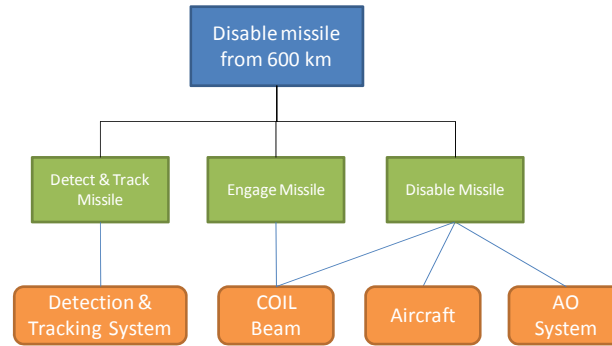 Disable missile
from 600 km
Detect & Track
Missile
Engage Missile
Disable Missile
Detection &
Tracking System
COIL
Beam
Aircraft
AO
System